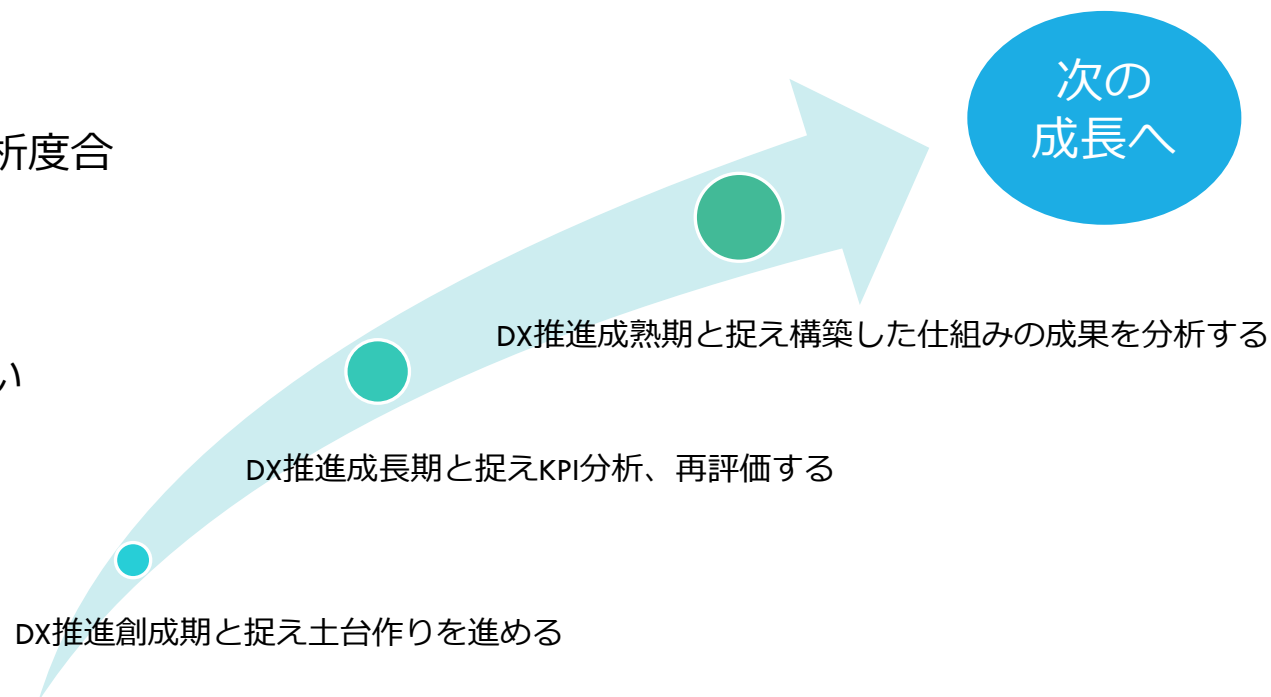 次の
成長へ
析度合
DX推進成熟期と捉え構築した仕組みの成果を分析する
い
DX推進成長期と捉えKPI分析、再評価する
DX推進創成期と捉え土台作りを進める